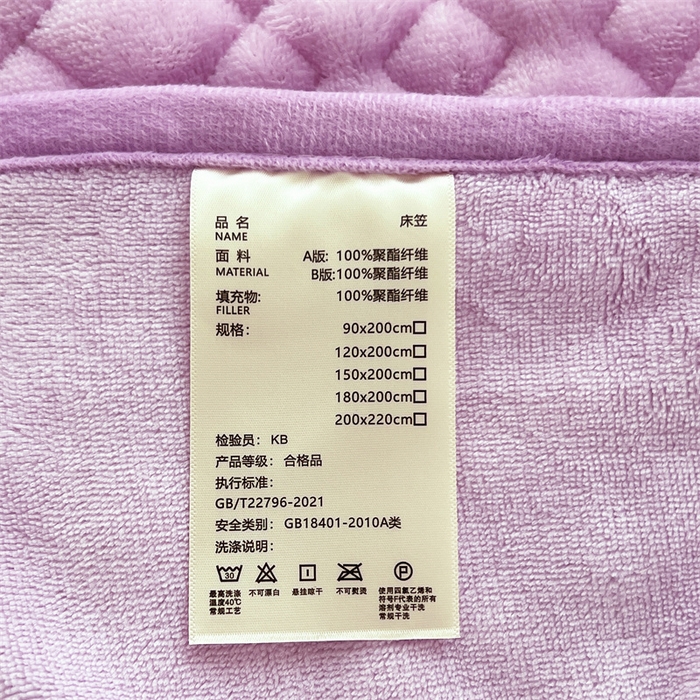 品 名 床笠
NAME
面 料 A版: 100%聚酯纤维
MATERIAL B版:100%聚酯纤维
填充物: 100%聚酯纤维
FILLER
规格: 90x200cm□
120x200cm□
150x200cm□
180x200cm□
200x220cm□
检验员: KB
产品等级: 合格品
执行标准:
GB/T22796-2021
安全类别: GB18401-2010A类
洗涤说明:
30 P
最高洗涤 不可漂白 悬挂晾干 不可熨烫 使用四氯乙烯和
温度40℃ 符号F代表的所有
常规工艺 溶剂专业干洗
常规干洗